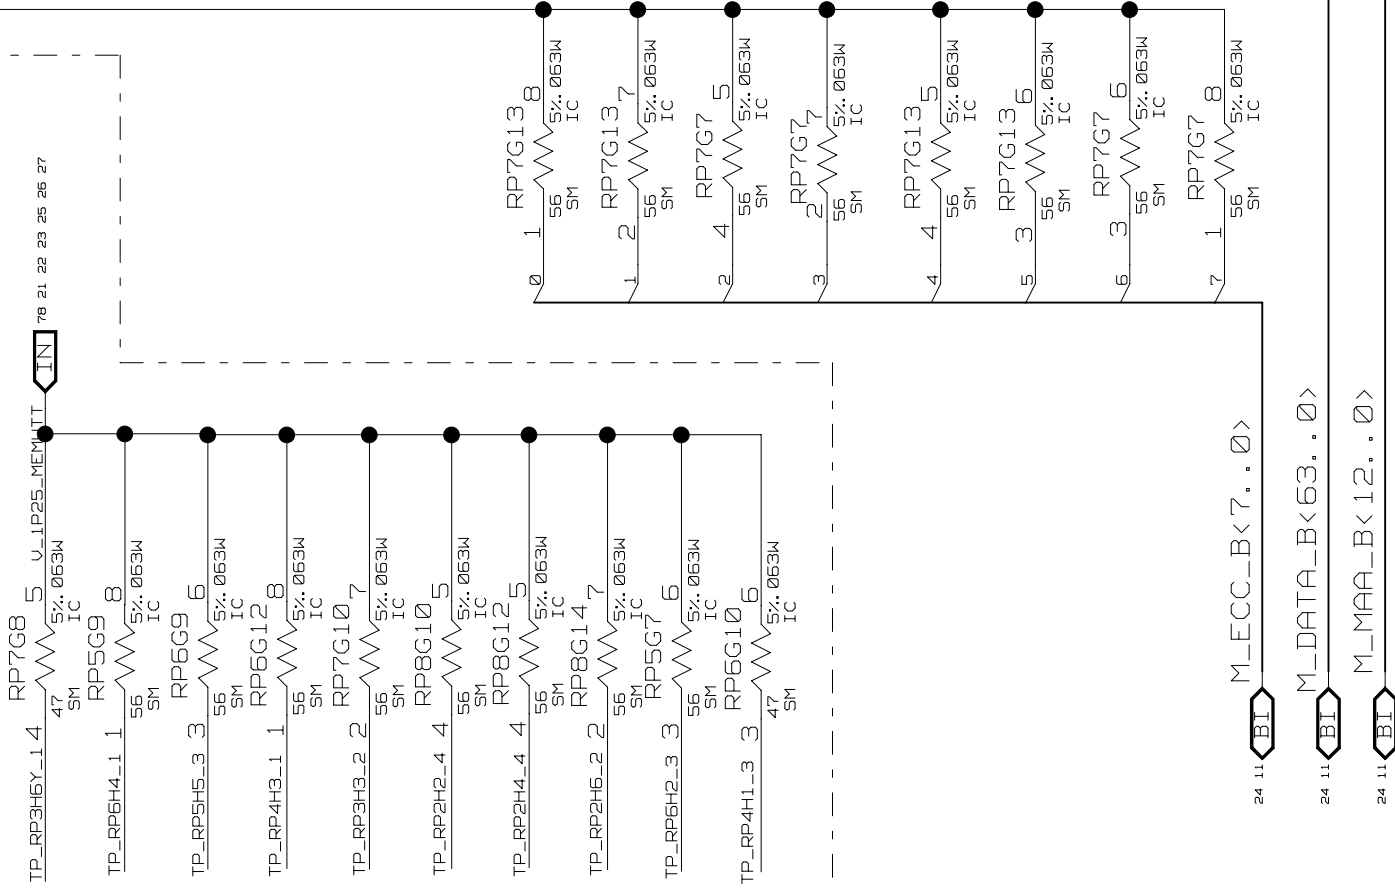 RP7G13 8 5%.063W IC 56 SM 1 0
RP7G13 7 5%.063W IC 56 SM 2 1
RP7G7 5 5%.063W IC 56 SM 4 2
RP7G7 7 5%.063W IC 56 SM 2 3
RP7G13 5 5%.063W IC 56 SM 4 4
RP7G13 6 5%.063W IC 56 SM 3 5
RP7G7 6 5%.063W IC 56 SM 3 6
RP7G7 8 5%.063W IC 56 SM 1 7
78 21 22 23 25 26 27
IN
V_1P25_MEMVTT
RP7G8 5 5%.063W IC 47 SM 4 TP_RP3H6Y_1
RP5G9 8 5%.063W IC 56 SM 1 TP_RP6H4_1
RP6G9 6 5%.063W IC 56 SM 3 TP_RP5H5_3
RP6G12 8 5%.063W IC 56 SM 1 TP_RP4H3_1
RP7G10 7 5%.063W IC 56 SM 2 TP_RP3H3_2
RP8G10 5 5%.063W IC 56 SM 4 TP_RP2H2_4
RP8G12 5 5%.063W IC 56 SM 4 TP_RP2H4_4
RP8G14 7 5%.063W IC 56 SM 2 TP_RP2H6_2
RP5G7 6 5%.063W IC 56 SM 3 TP_RP6H2_3
RP6G10 6 5%.063W IC 47 SM 3 TP_RP4H1_3
M_ECC_B<7..0>
BI
24 11
M_DATA_B<63..0>
BI
24 11
M_MAA_B<12..0>
BI
24 11